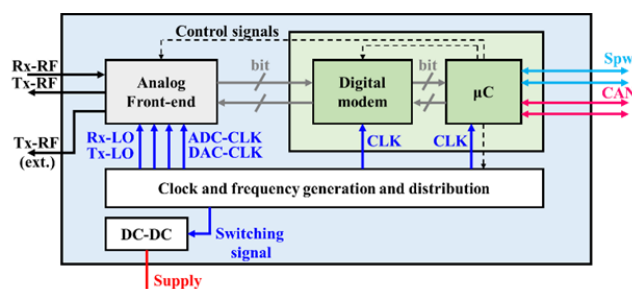 Control signals
Rx-RF
Tx-RF
Analog
Front-end
bit
Digital
modem
bit
µC
Spw
CAN
Tx-RF
(ext.)
Rx-LO
Tx-LO
ADC-CLK
DAC-CLK
CLK
CLK
Clock and frequency generation and distribution
DC-DC
Switching
signal
Supply